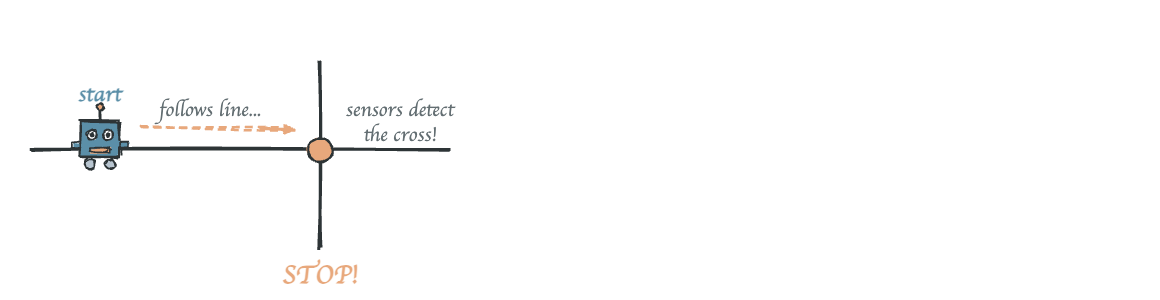 start
follows line...
sensors detect
the cross!
STOP!